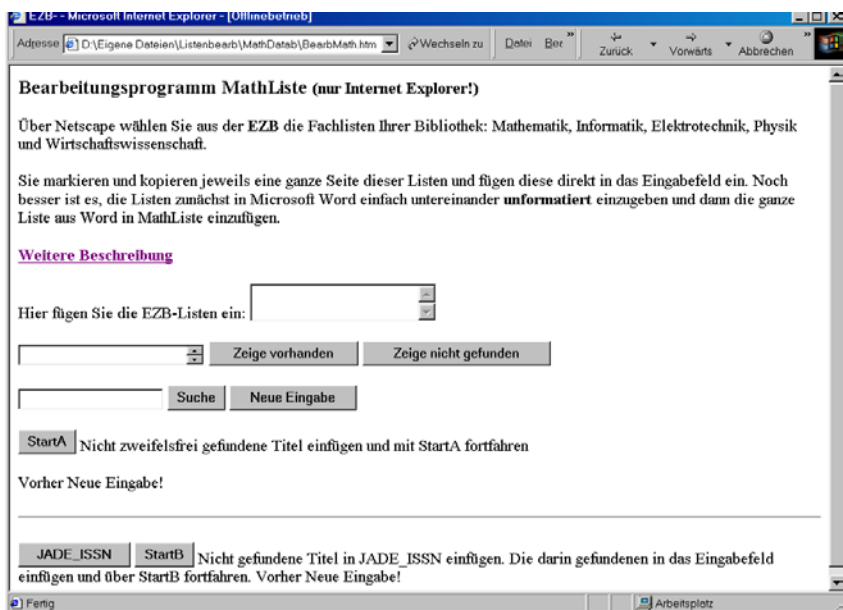 EZB- - Microsoft Internet Explorer - [Offlinebetrieb]
Adresse D:\Eigene Dateien\Listenbearb\MathDatab\BearbMath.htm Wechseln zu Datei Bea » Zurück Vorwärts Abbrechen »
Bearbeitungsprogramm MathListe (nur Internet Explorer!)
Über Netscape wählen Sie aus der EZB die Fachlisten Ihrer Bibliothek: Mathematik, Informatik, Elektrotechnik, Physik
und Wirtschaftswissenschaft.
Sie markieren und kopieren jeweils eine ganze Seite dieser Listen und fügen diese direkt in das Eingabefeld ein. Noch
besser ist es, die Listen zunächst in Microsoft Word einfach untereinander unformatiert einzugeben und dann die ganze
Liste aus Word in MathListe einzufügen.
Weitere Beschreibung
Hier fügen Sie die EZB-Listen ein:
Zeige vorhanden Zeige nicht gefunden
Suche Neue Eingabe
StartA Nicht zweifelsfrei gefundene Titel einfügen und mit StartA fortfahren
Vorher Neue Eingabe!
JADE_ISSN StartB Nicht gefundene Titel in JADE_ISSN einfügen. Die darin gefundenen in das Eingabefeld
einfügen und über StartB fortfahren. Vorher Neue Eingabe!
Fertig Arbeitsplatz